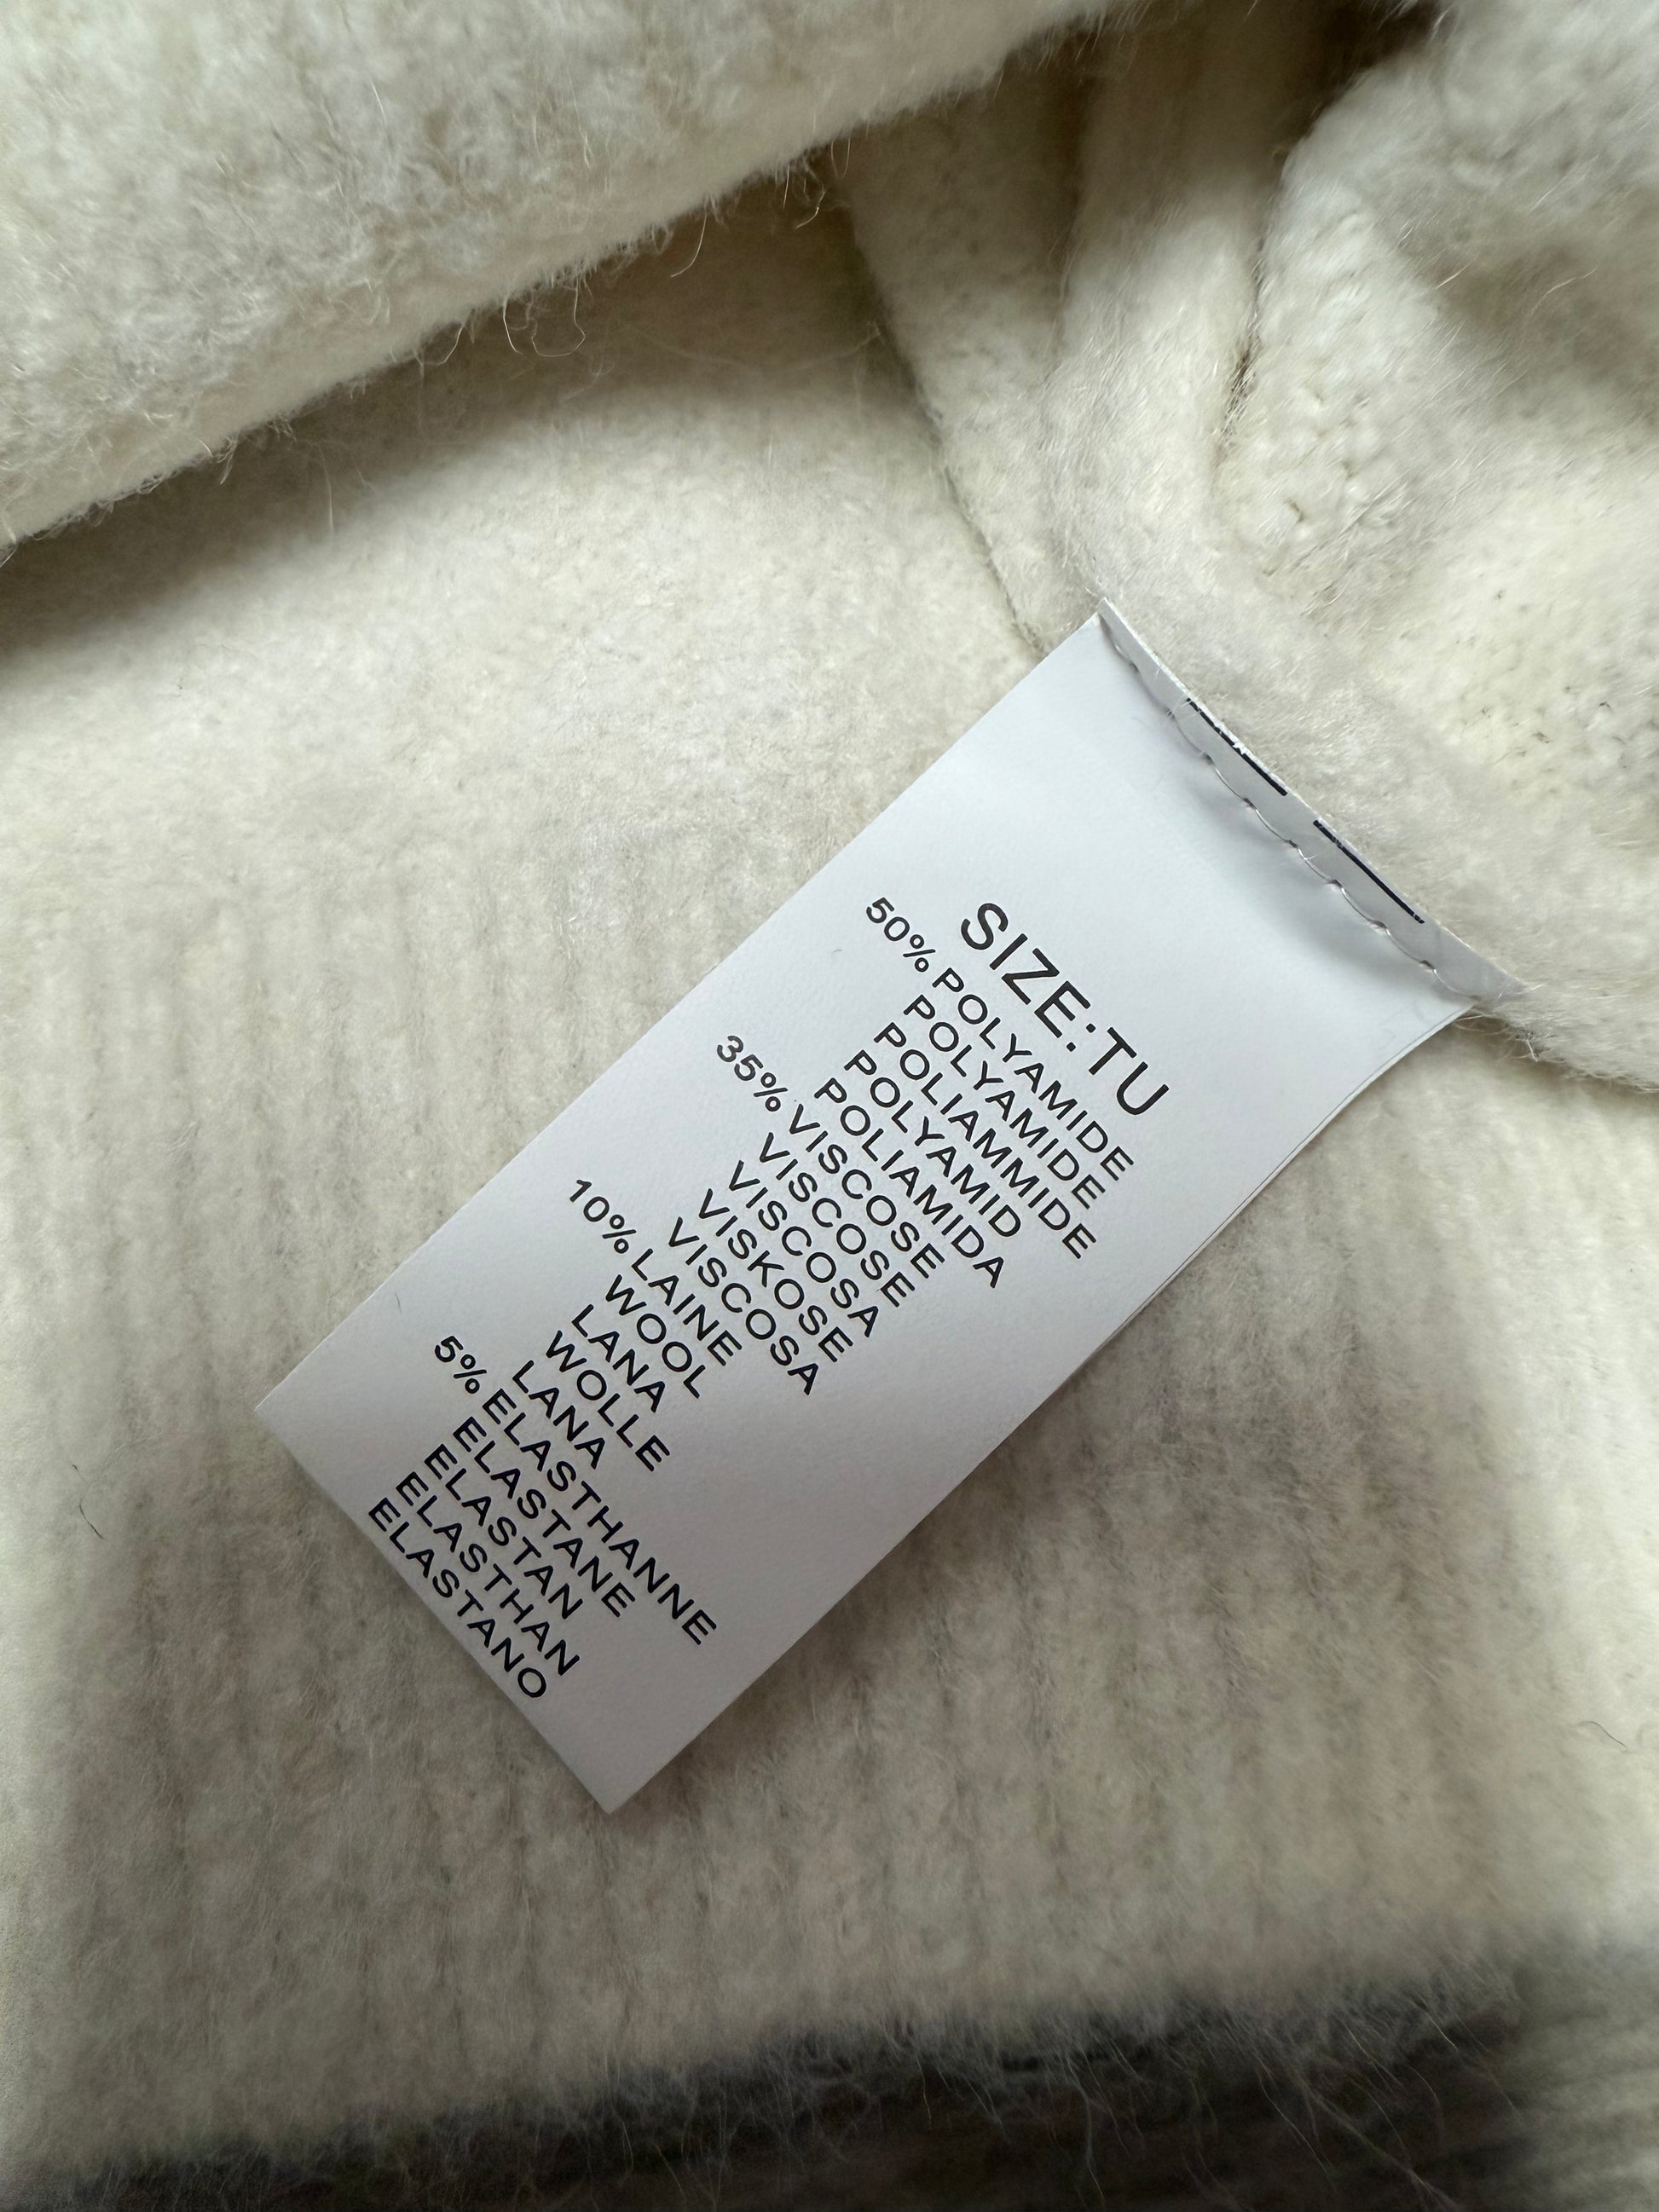 SIZE:TU
50% POLYAMIDE
POLYAMIDE
POLIAMMIDE
POLYAMID
POLIAMIDA
35% VISCOSE
VISCOSE
VISCOSA
VISKOSE
VISCOSA
10% LAINE
WOOL
LANA
WOLLE
LANA
5% ELASTHANNE
ELASTANE
ELASTAN
ELASTHAN
ELASTANO